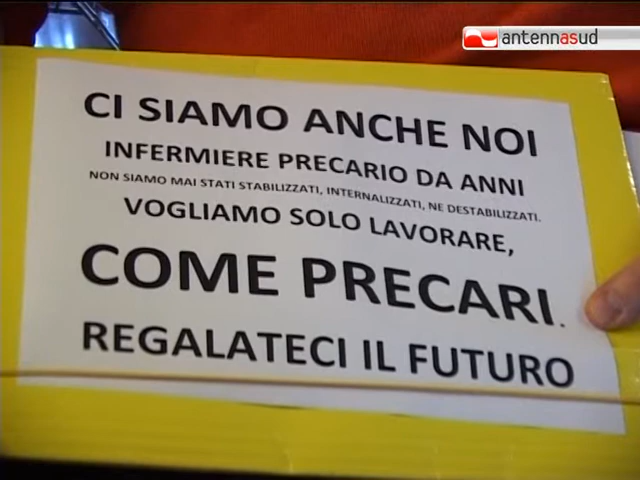 antennasud
CI SIAMO ANCHE NOI
INFERMIERE PRECARIO DA ANNI
NON SIAMO MAI STATI STABILIZZATI, INTERNALIZZATI, NE DESTABILIZZATI.
VOGLIAMO SOLO LAVORARE,
COME PRECARI.
REGALATECI IL FUTURO